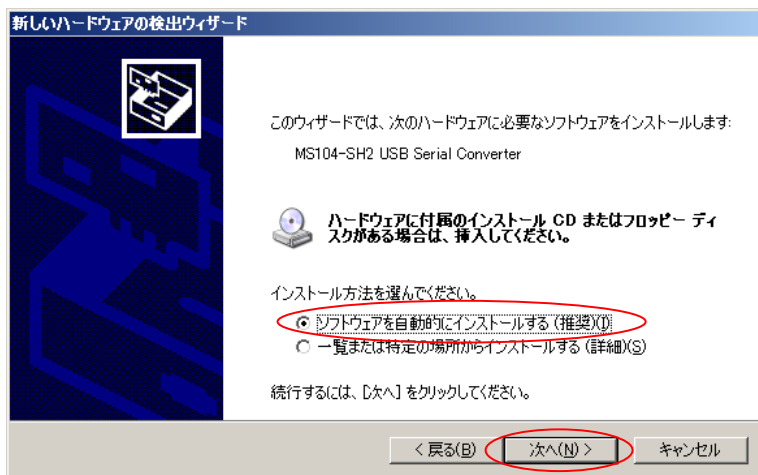 新しいハードウェアの検出ウィザード
このウィザードでは、次のハードウェアに必要なソフトウェアをインストールします:
MS104-SH2 USB Serial Converter
ハードウェアに付属のインストール CD またはフロッピー ディ
スクがある場合は、挿入してください。
インストール方法を選んでください。
ソフトウェアを自動的にインストールする (推奨)(I)
一覧または特定の場所からインストールする (詳細)(S)
続行するには、[次へ] をクリックしてください。
< 戻る(B) 次へ(N) > キャンセル